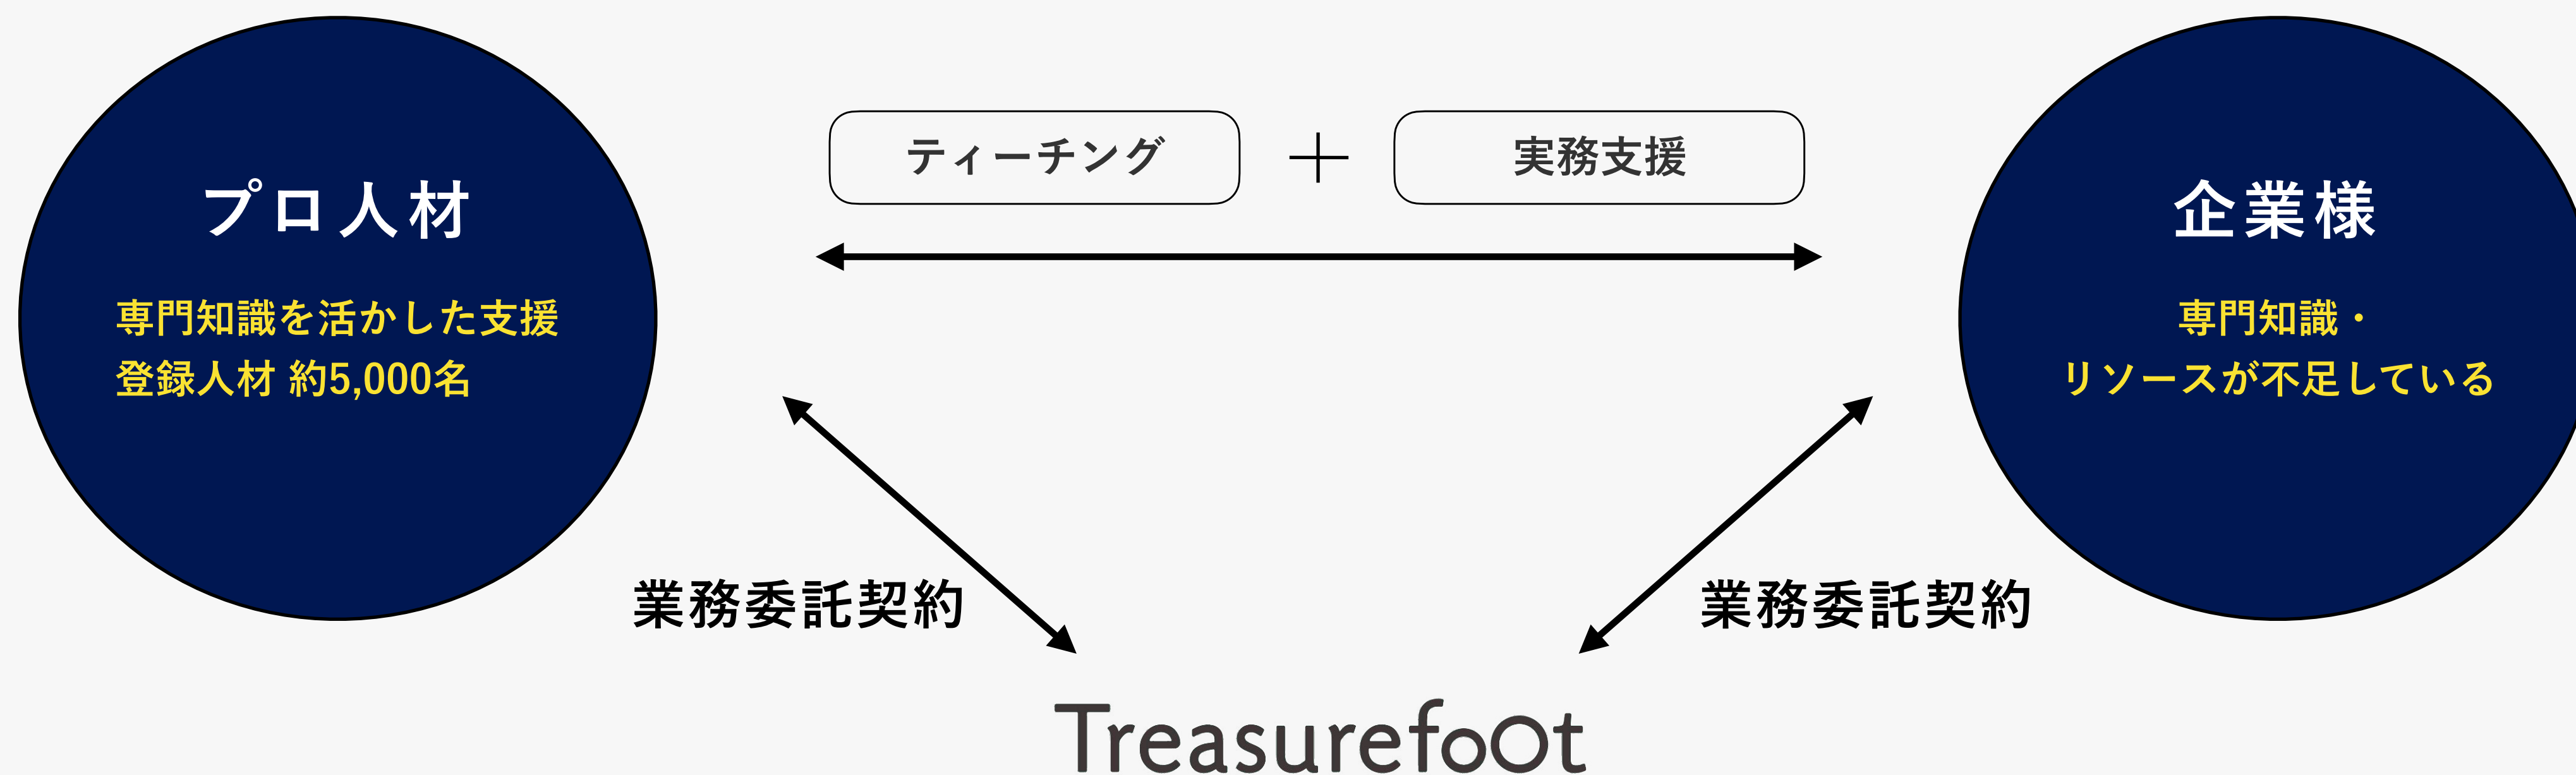 プロ人材
専門知識を活かした支援
登録人材 約5,000名
ティーチング
実務支援
企業様
専門知識・
リソースが不足している
業務委託契約
業務委託契約
Treasurefoot